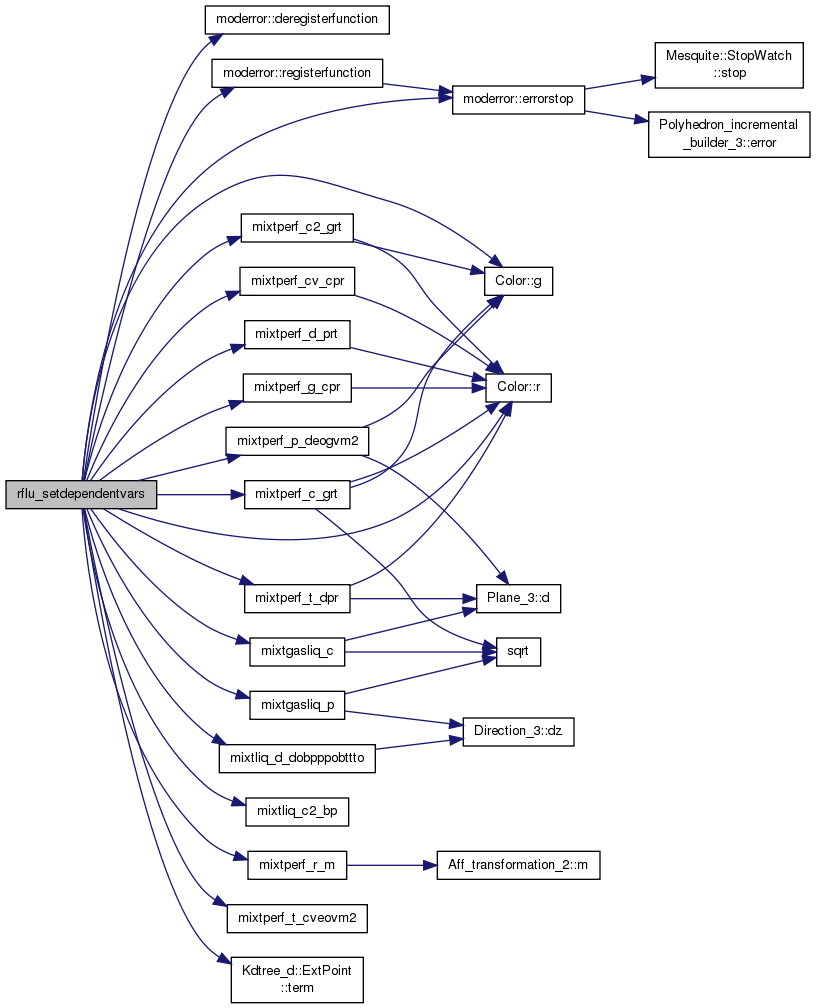 moderror::deregisterfunction
moderror::registerfunction
Mesquite::StopWatch
::stop
moderror::errorstop
Polyhedron_incremental
_builder_3::error
mixtperf_c2_grt
mixtperf_cv_cpr
Color::g
mixtperf_d_prt
mixtperf_g_cpr
Color::r
mixtperf_p_deogvm2
rflu_setdependentvars
mixtperf_c_grt
mixtperf_t_dpr
Plane_3::d
mixtgasliq_c
sqrt
mixtgasliq_p
Direction_3::dz
mixtliq_d_dobpppobttto
mixtliq_c2_bp
mixtperf_r_m
Aff_transformation_2::m
mixtperf_t_cveovm2
Kdtree_d::ExtPoint
::term